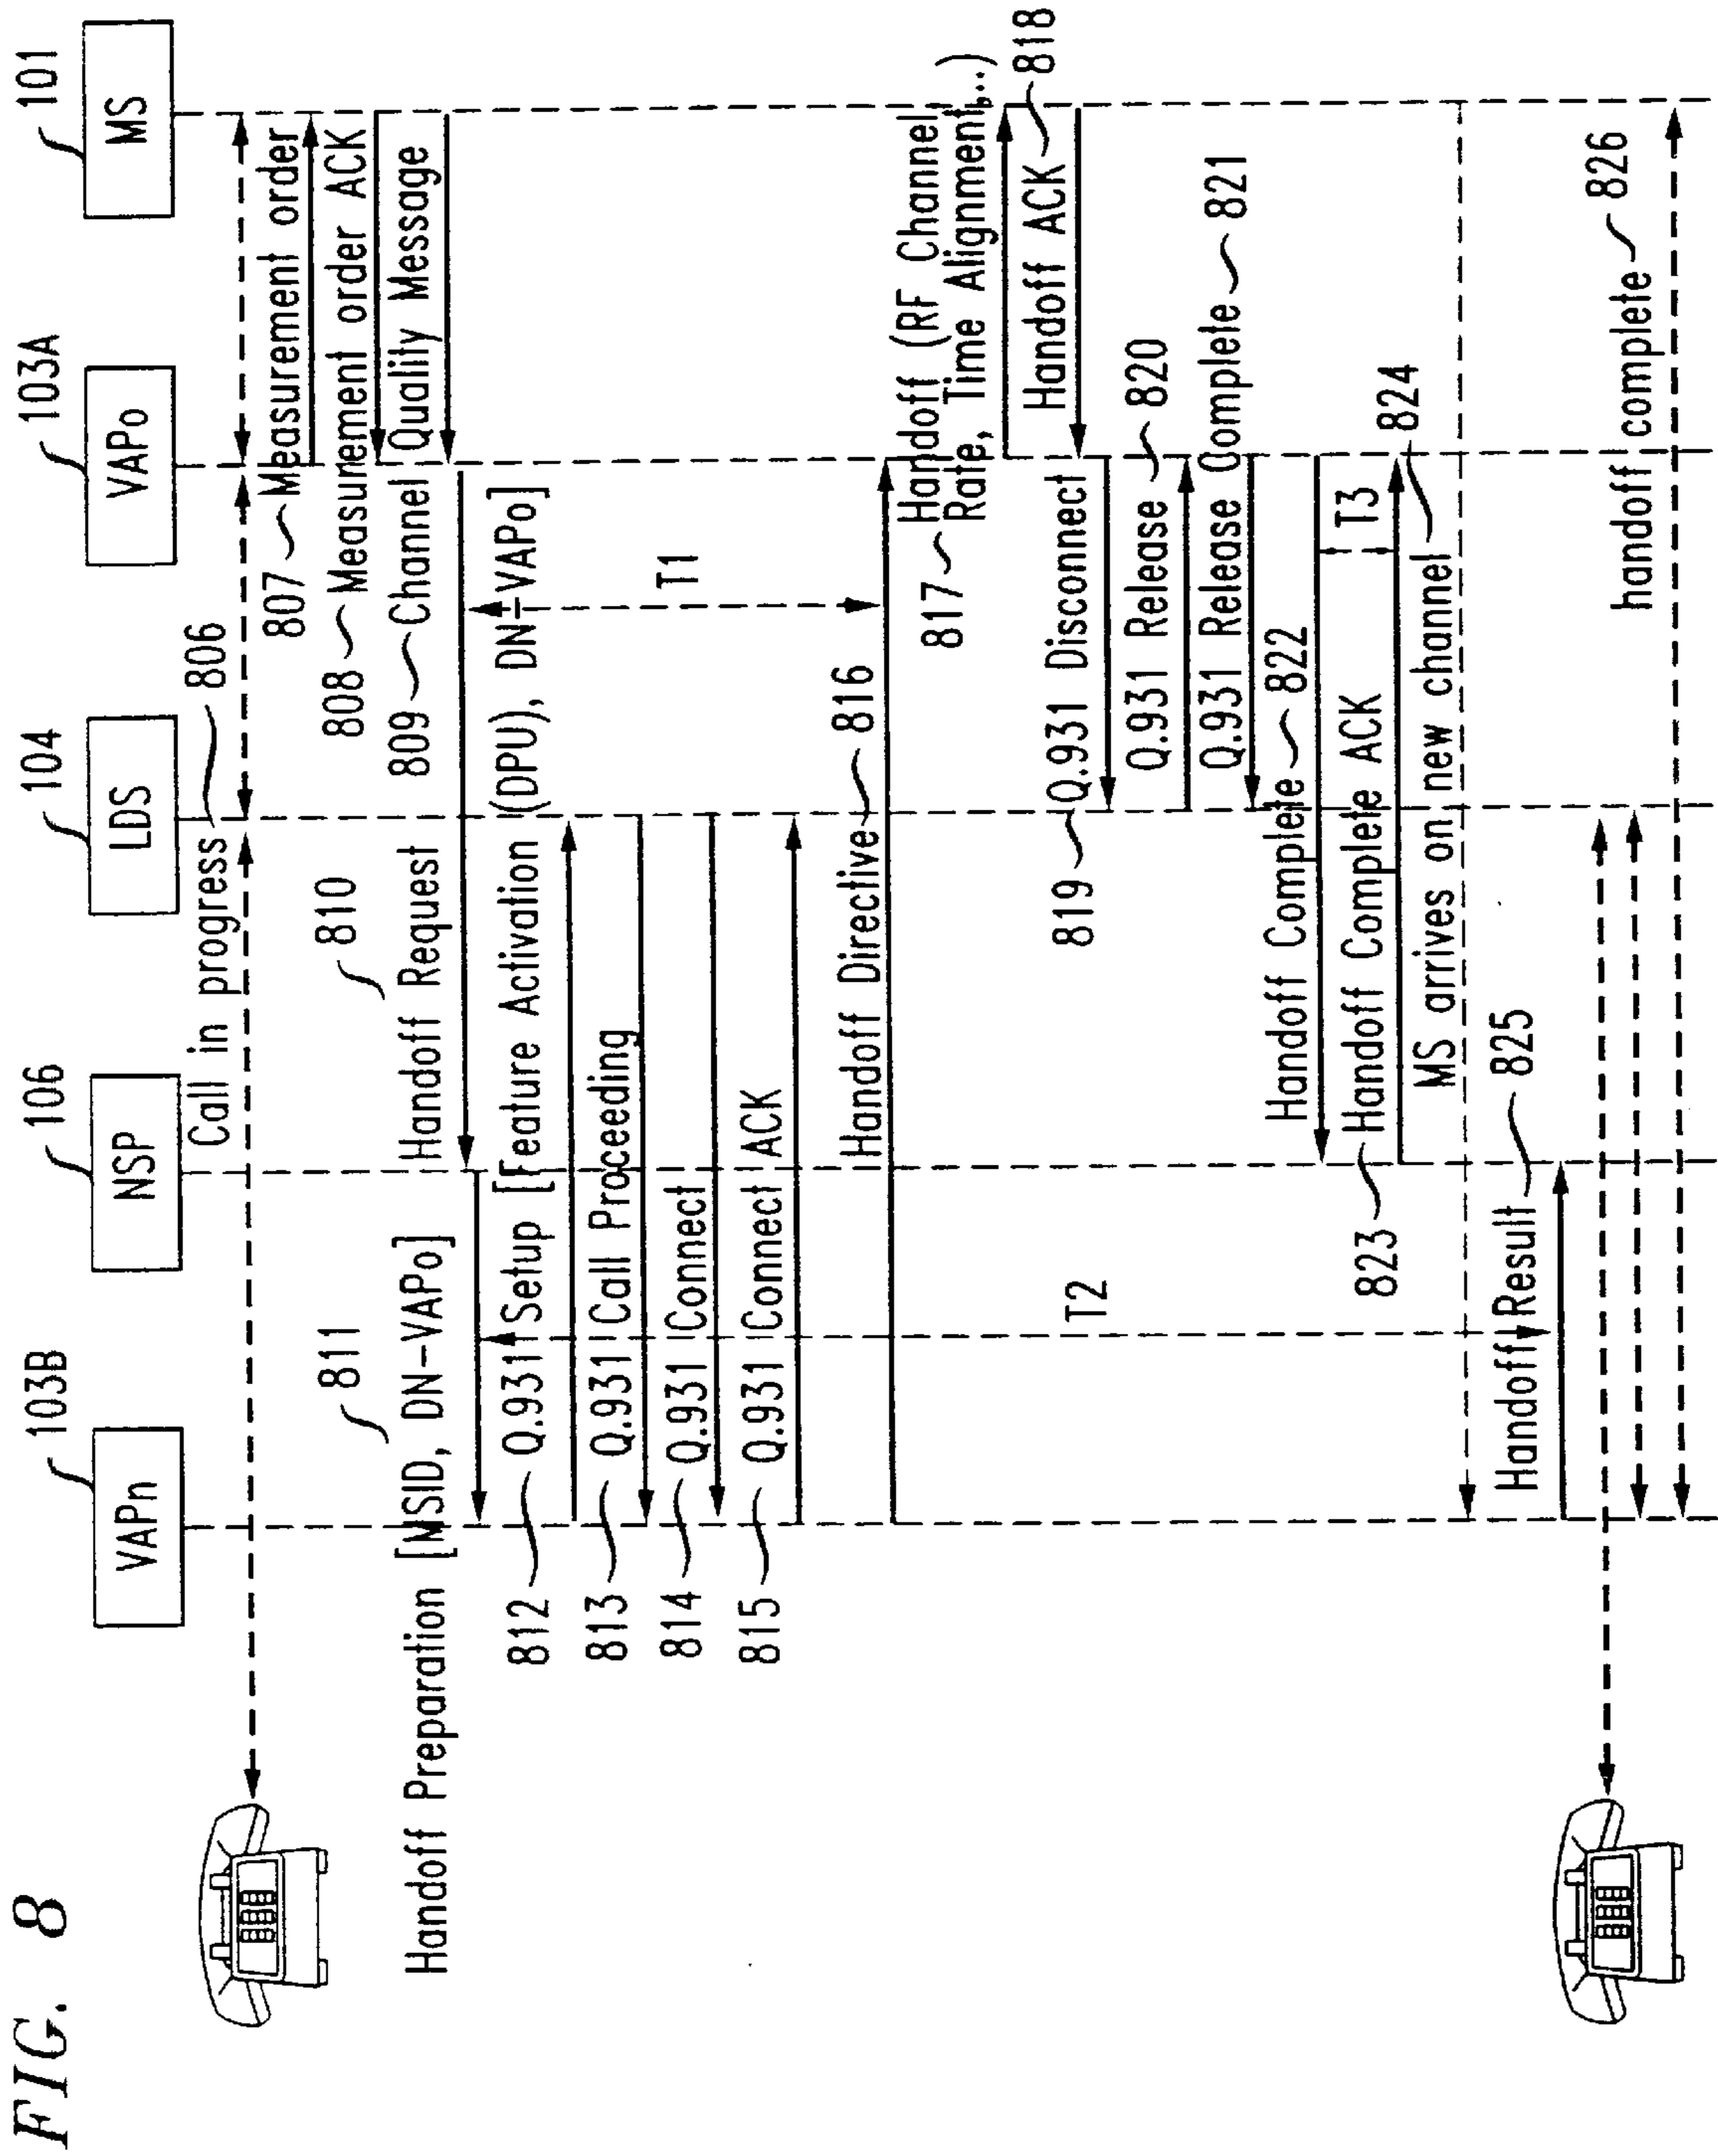 FIG. 8
103B
106
104
103A
101
VAPn
NSP
LDS
VAPo
MS
Call in progress 806
807 Measurement order
808 Measurement order ACK
809 Channel Quality Message
810
Handoff Request
811
Handoff Preparation [MSID, DN-VAPo]
812 Q.931 Setup [Feature Activation (DPU), DN-VAPo]
813 Q.931 Call Proceeding
T1
814 Q.931 Connect
815 Q.931 Connect ACK
Handoff Directive 816
817 Handoff (RF Channel
Rate, Time Alignment,..)
Handoff ACK 818
819 Q.931 Disconnect
Q.931 Release 820
Q.931 Release Complete 821
T2
Handoff Complete 822
T3
823 Handoff Complete ACK
MS arrives on new channel 824
Handoff Result 825
handoff complete 826